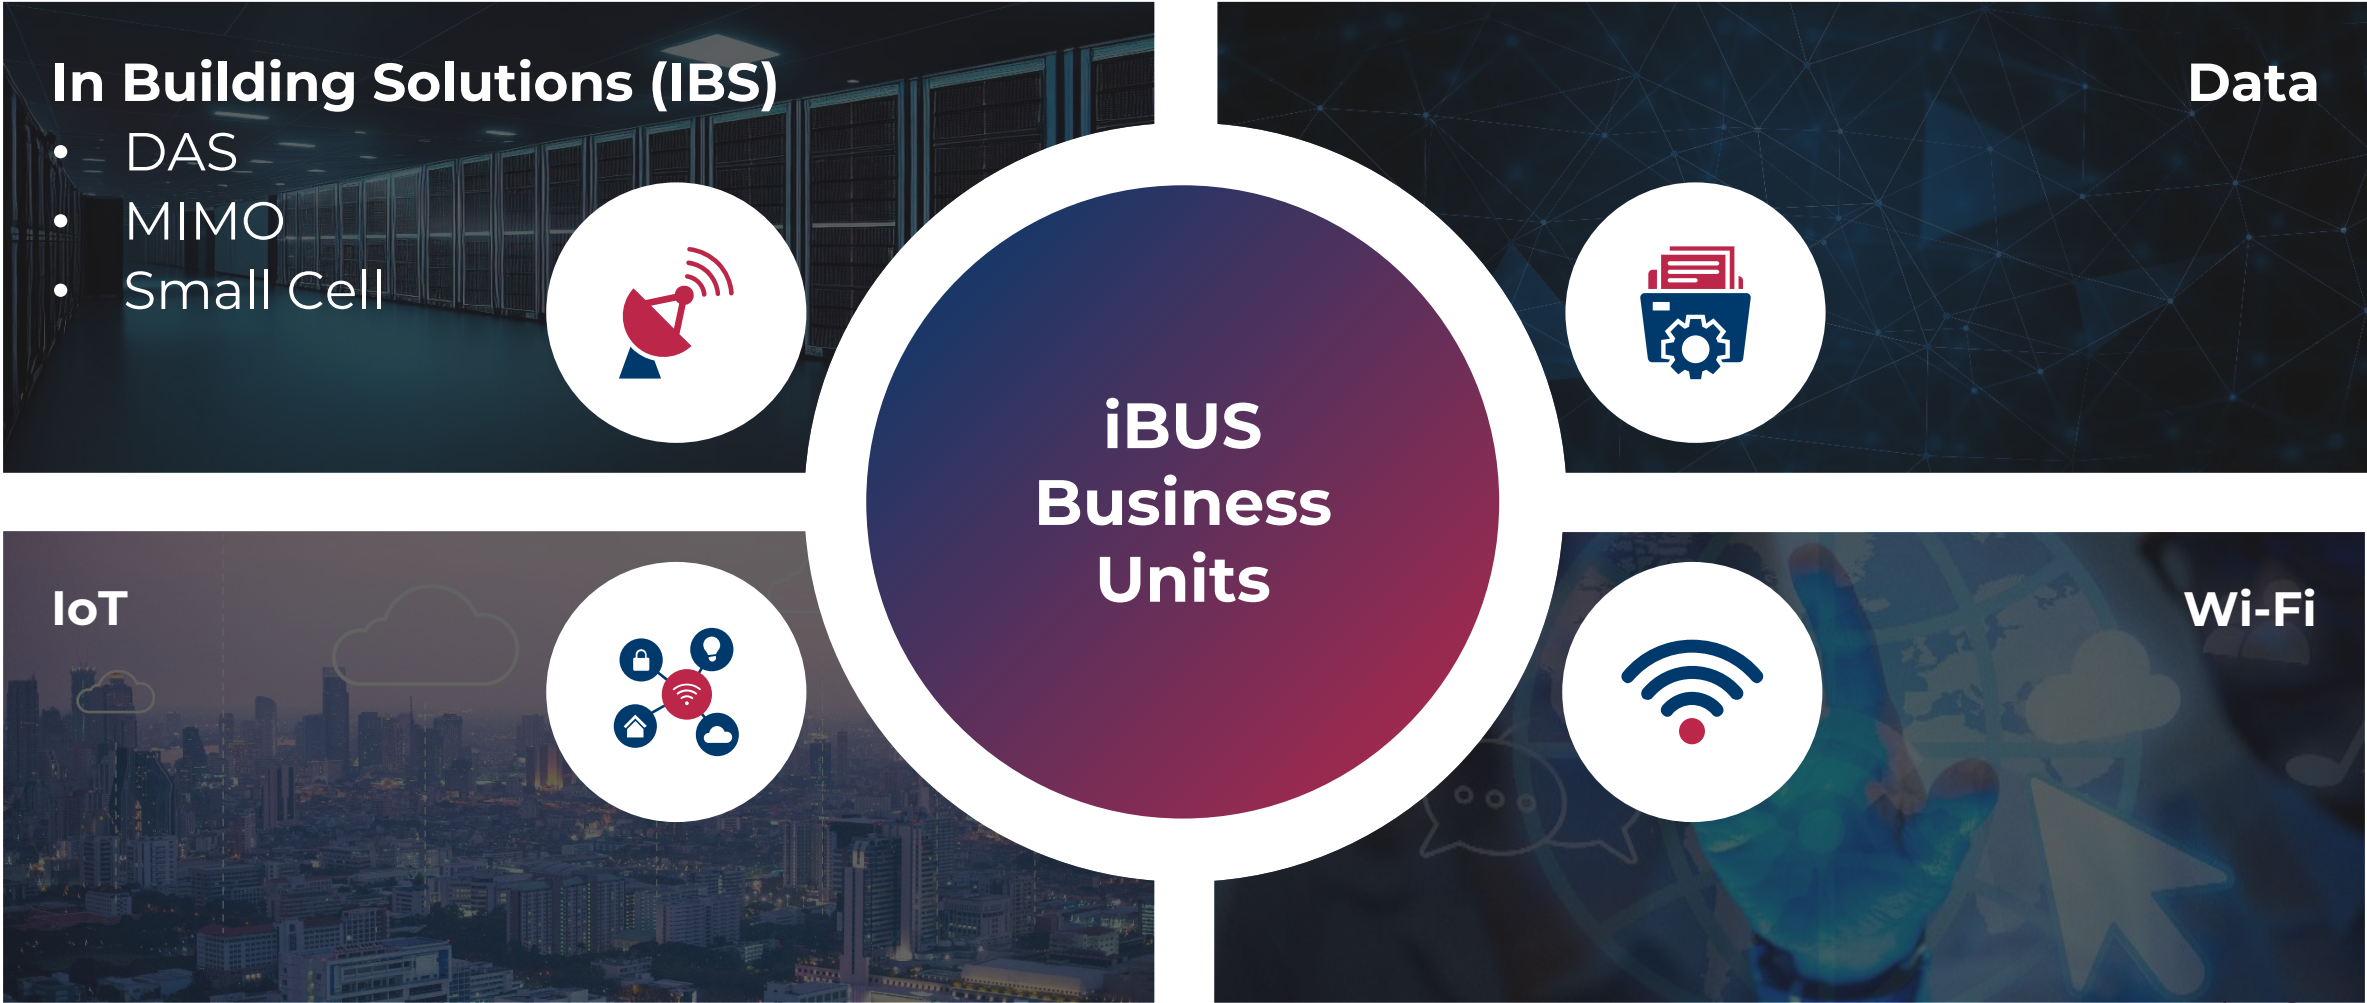 In Building Solutions (IBS)
• DAS
• MIMO
• Small Cell
Data
iBUS
Business
Units
IoT
Wi-Fi